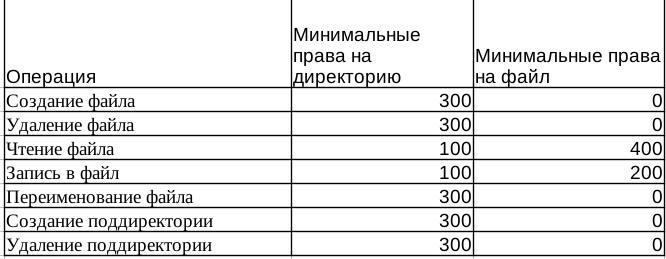 Операция Минимальные права на директорию Минимальные права на файл
Создание файла 300 0
Удаление файла 300 0
Чтение файла 100 400
Запись в файл 100 200
Переименование файла 300 0
Создание поддиректории 300 0
Удаление поддиректории 300 0